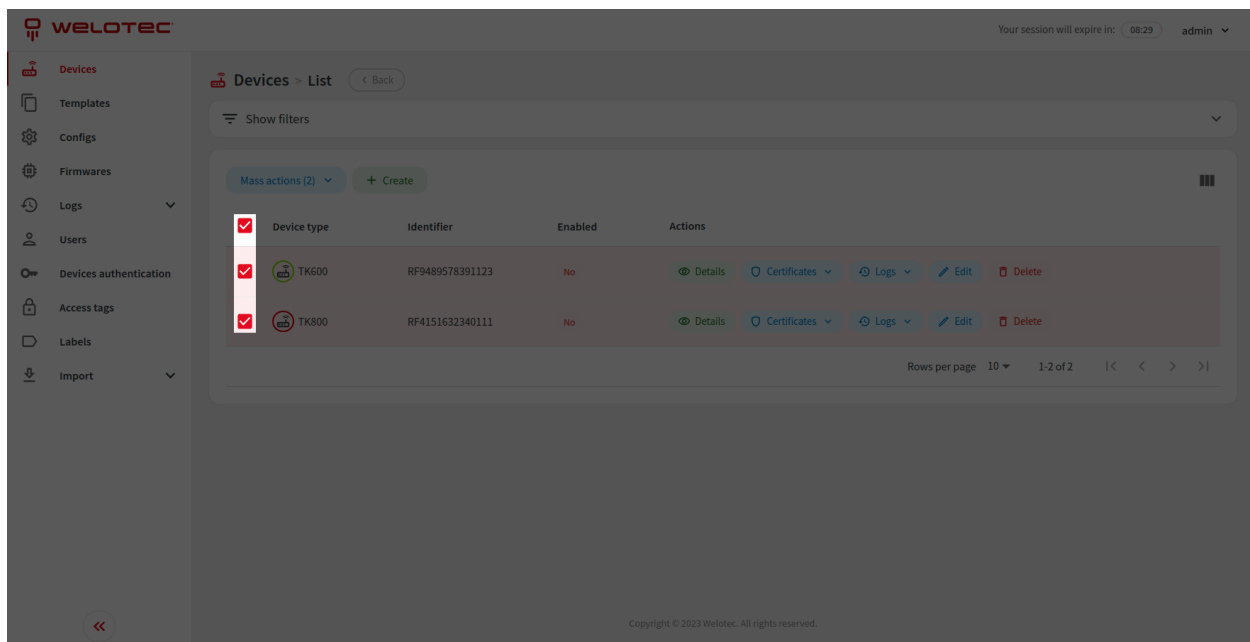 WELOTEC
Your session will expire in: 08:29 admin
Devices
Templates
Configs
Firmwares
Logs
Users
Devices authentication
Access tags
Labels
Import
Devices > List < Back
Show filters
Mass actions (2) + Create
Device type Identifier Enabled Actions
TK600 RF9489578391123 No Details Certificates Logs Edit Delete
TK800 RF4151632340111 No Details Certificates Logs Edit Delete
Rows per page 10 1-2 of 2
Copyright © 2023 Welotec. All rights reserved.